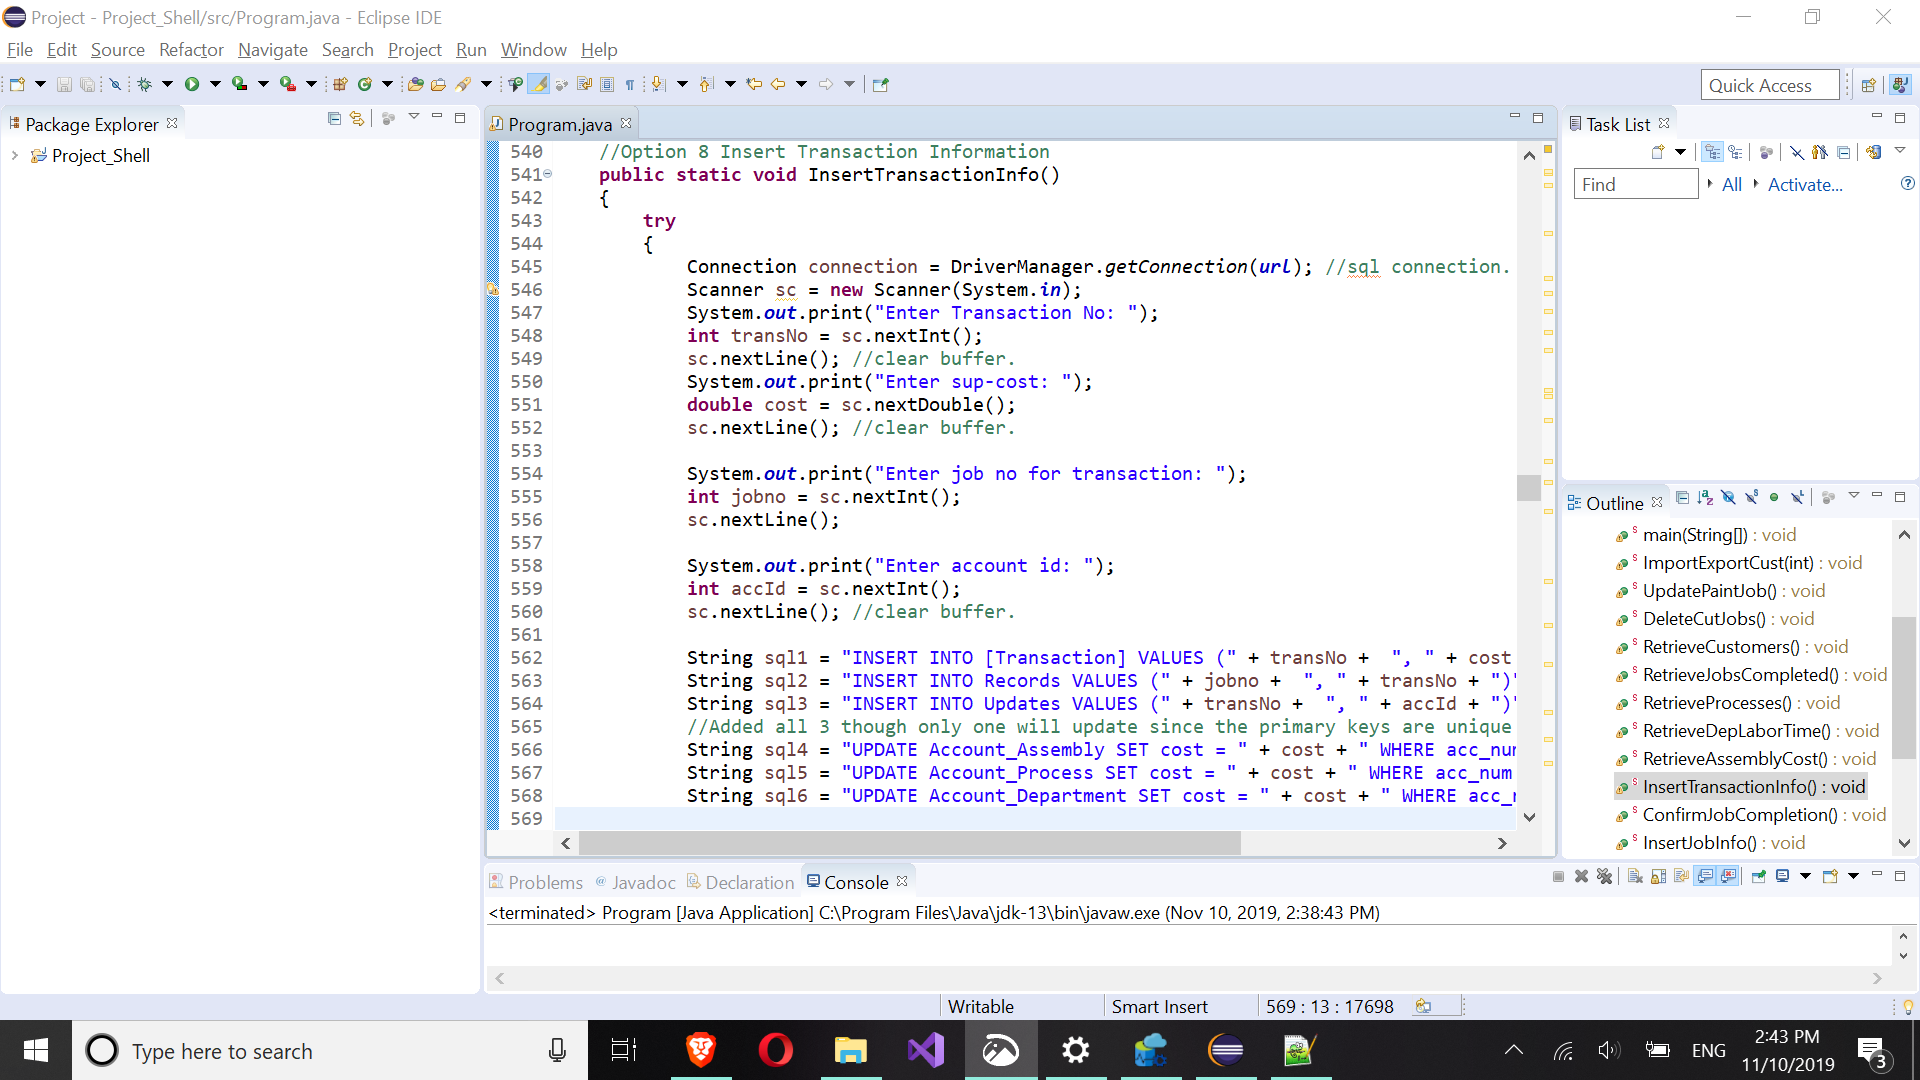 Project - Project_Shell/src/Program.java - Eclipse IDE
File Edit Source Refactor Navigate Search Project Run Window Help
Quick Access
Package Explorer
Project_Shell
Program.java
540 //Option 8 Insert Transaction Information
541 public static void InsertTransactionInfo()
542 {
543 try
544 {
545 Connection connection = DriverManager.getConnection(url); //sql connection.
546 Scanner sc = new Scanner(System.in);
547 System.out.print("Enter Transaction No: ");
548 int transNo = sc.nextInt();
549 sc.nextLine(); //clear buffer.
550 System.out.print("Enter sup-cost: ");
551 double cost = sc.nextDouble();
552 sc.nextLine(); //clear buffer.
553
554 System.out.print("Enter job no for transaction: ");
555 int jobno = sc.nextInt();
556 sc.nextLine();
557
558 System.out.print("Enter account id: ");
559 int accId = sc.nextInt();
560 sc.nextLine(); //clear buffer.
561
562 String sql1 = "INSERT INTO [Transaction] VALUES (" + transNo + ", " + cost
563 String sql2 = "INSERT INTO Records VALUES (" + jobno + ", " + transNo + ")"
564 String sql3 = "INSERT INTO Updates VALUES (" + transNo + ", " + accId + ")"
565 //Added all 3 though only one will update since the primary keys are unique
566 String sql4 = "UPDATE Account_Assembly SET cost = " + cost + " WHERE acc_nu
567 String sql5 = "UPDATE Account_Process SET cost = " + cost + " WHERE acc_num
568 String sql6 = "UPDATE Account_Department SET cost = " + cost + " WHERE acc_
569
Task List
Find All Activate...
Outline
main(String[]) : void
ImportExportCust(int) : void
UpdatePaintJob() : void
DeleteCutJobs() : void
RetrieveCustomers() : void
RetrieveJobsCompleted() : void
RetrieveProcesses() : void
RetrieveDepLaborTime() : void
RetrieveAssemblyCost() : void
InsertTransactionInfo() : void
ConfirmJobCompletion() : void
InsertJobInfo() : void
Problems @ Javadoc Declaration Console
<terminated> Program [Java Application] C:\Program Files\Java\jdk-13\bin\javaw.exe (Nov 10, 2019, 2:38:43 PM)
Writable Smart Insert 569 : 13 : 17698
Type here to search
ENG
2:43 PM
11/10/2019
3